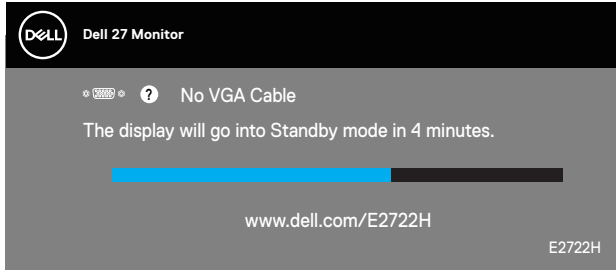 DELL
Dell 27 Monitor
? No VGA Cable
The display will go into Standby mode in 4 minutes.
www.dell.com/E2722H
E2722H